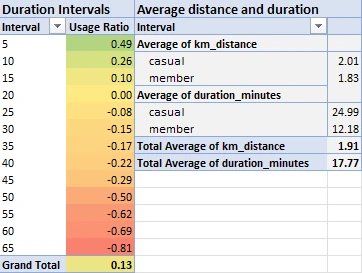 Duration Intervals
Interval Usage Ratio
5 0.49
10 0.26
15 0.10
20 0.00
25 -0.08
30 -0.15
35 -0.17
40 -0.22
45 -0.29
50 -0.50
55 -0.62
60 -0.69
65 -0.81
Grand Total 0.13
Average distance and duration
Interval
Average of km_distance
casual 2.01
member 1.83
Average of duration_minutes
casual 24.99
member 12.18
Total Average of km_distance 1.91
Total Average of duration_minutes 17.77